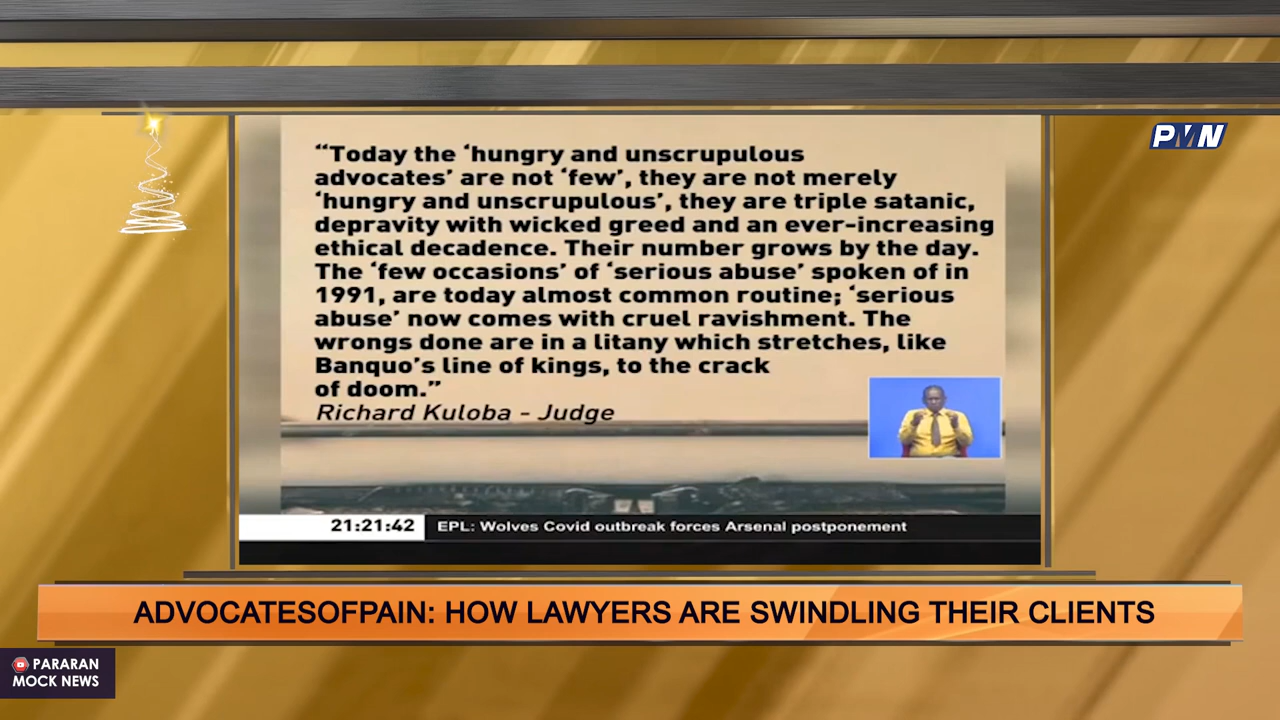 PMN
“Today the ‘hungry and unscrupulous
advocates’ are not ‘few’, they are not merely
‘hungry and unscrupulous’, they are triple satanic,
depravity with wicked greed and an ever-increasing
ethical decadence. Their number grows by the day.
The ‘few occasions’ of ‘serious abuse’ spoken of in
1991, are today almost common routine; ‘serious
abuse’ now comes with cruel ravishment. The
wrongs done are in a litany which stretches, like
Banquo’s line of kings, to the crack
of doom.”
Richard Kuloba - Judge
21:21:42 EPL: Wolves Covid outbreak forces Arsenal postponement
ADVOCATESOFPAIN: HOW LAWYERS ARE SWINDLING THEIR CLIENTS
PARARAN
MOCK NEWS